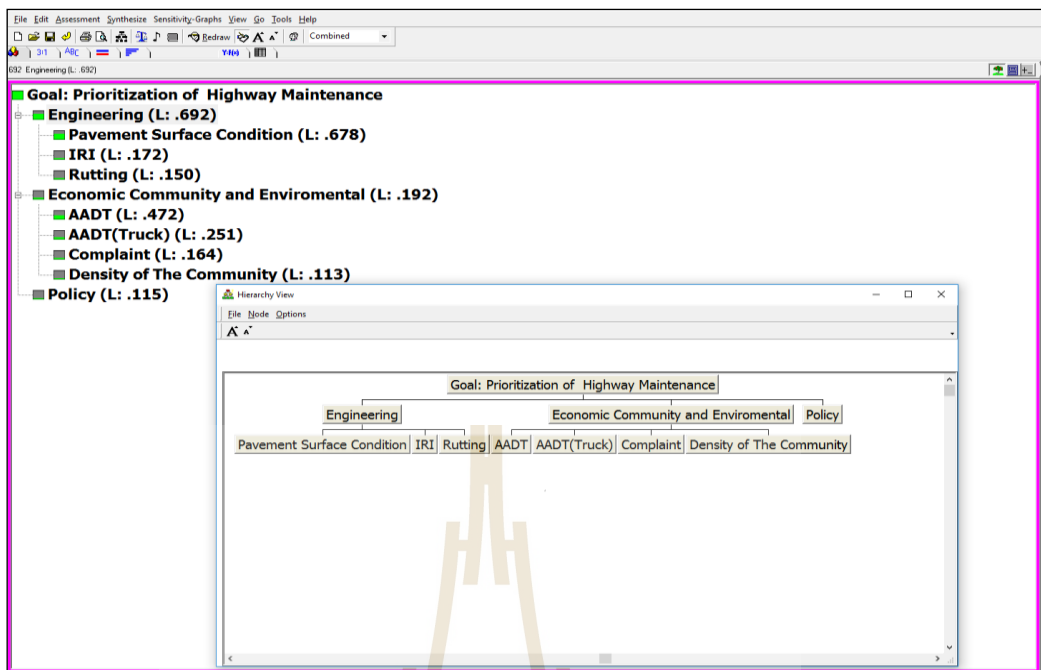 File Edit Assessment Synthesize Sensitivity-Graphs View Go Tools Help
Redraw A A Combined
3:1 ABC Y=f(x)
692 Engineering (L: .692)
Goal: Prioritization of Highway Maintenance
Engineering (L: .692)
Pavement Surface Condition (L: .678)
IRI (L: .172)
Rutting (L: .150)
Economic Community and Enviromental (L: .192)
AADT (L: .472)
AADT(Truck) (L: .251)
Complaint (L: .164)
Density of The Community (L: .113)
Policy (L: .115)
Hierarchy View
File Node Options
A A
Goal: Prioritization of Highway Maintenance
Engineering Economic Community and Enviromental Policy
Pavement Surface Condition IRI Rutting AADT AADT(Truck) Complaint Density of The Community